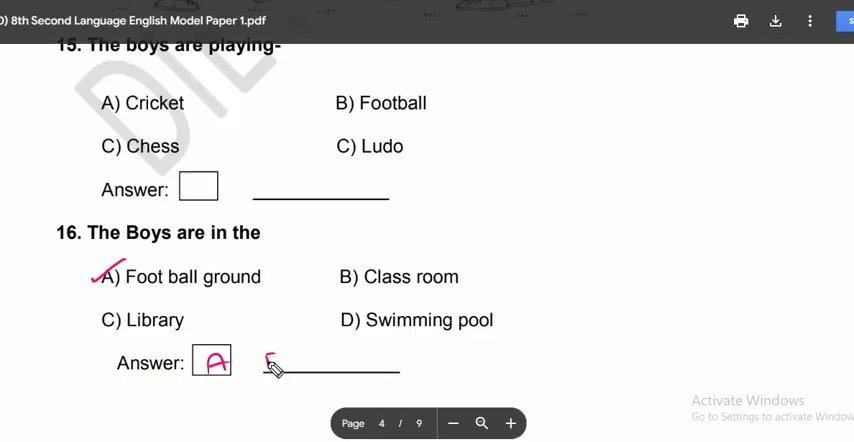 D) 8th Second Language English Model Paper 1.pdf
15. The boys are playing-
A) Cricket B) Football
C) Chess C) Ludo
Answer:
16. The Boys are in the
A) Foot ball ground B) Class room
C) Library D) Swimming pool
Answer: A
Activate Windows
Go to Settings to activate Window
Page 4 / 9